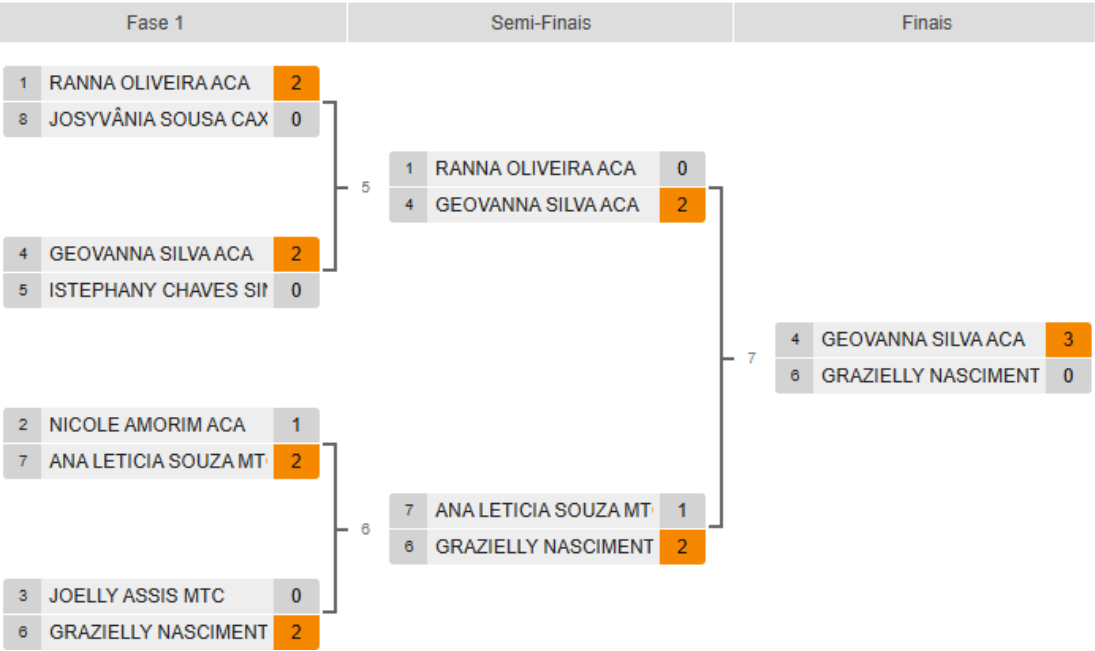 Fase 1 Semi-Finais Finais
1 RANNA OLIVEIRA ACA 2
8 JOSYVÂNIA SOUSA CAX 0
5
1 RANNA OLIVEIRA ACA 0
4 GEOVANNA SILVA ACA 2
4 GEOVANNA SILVA ACA 2
5 ISTEPHANY CHAVES 0
7
4 GEOVANNA SILVA ACA 3
6 GRAZIELLY NASCIMENT 0
2 NICOLE AMORIM ACA 1
7 ANA LETICIA SOUZA MT 2
6
7 ANA LETICIA SOUZA MT 1
6 GRAZIELLY NASCIMENT 2
3 JOELLY ASSIS MTC 0
6 GRAZIELLY NASCIMENT 2